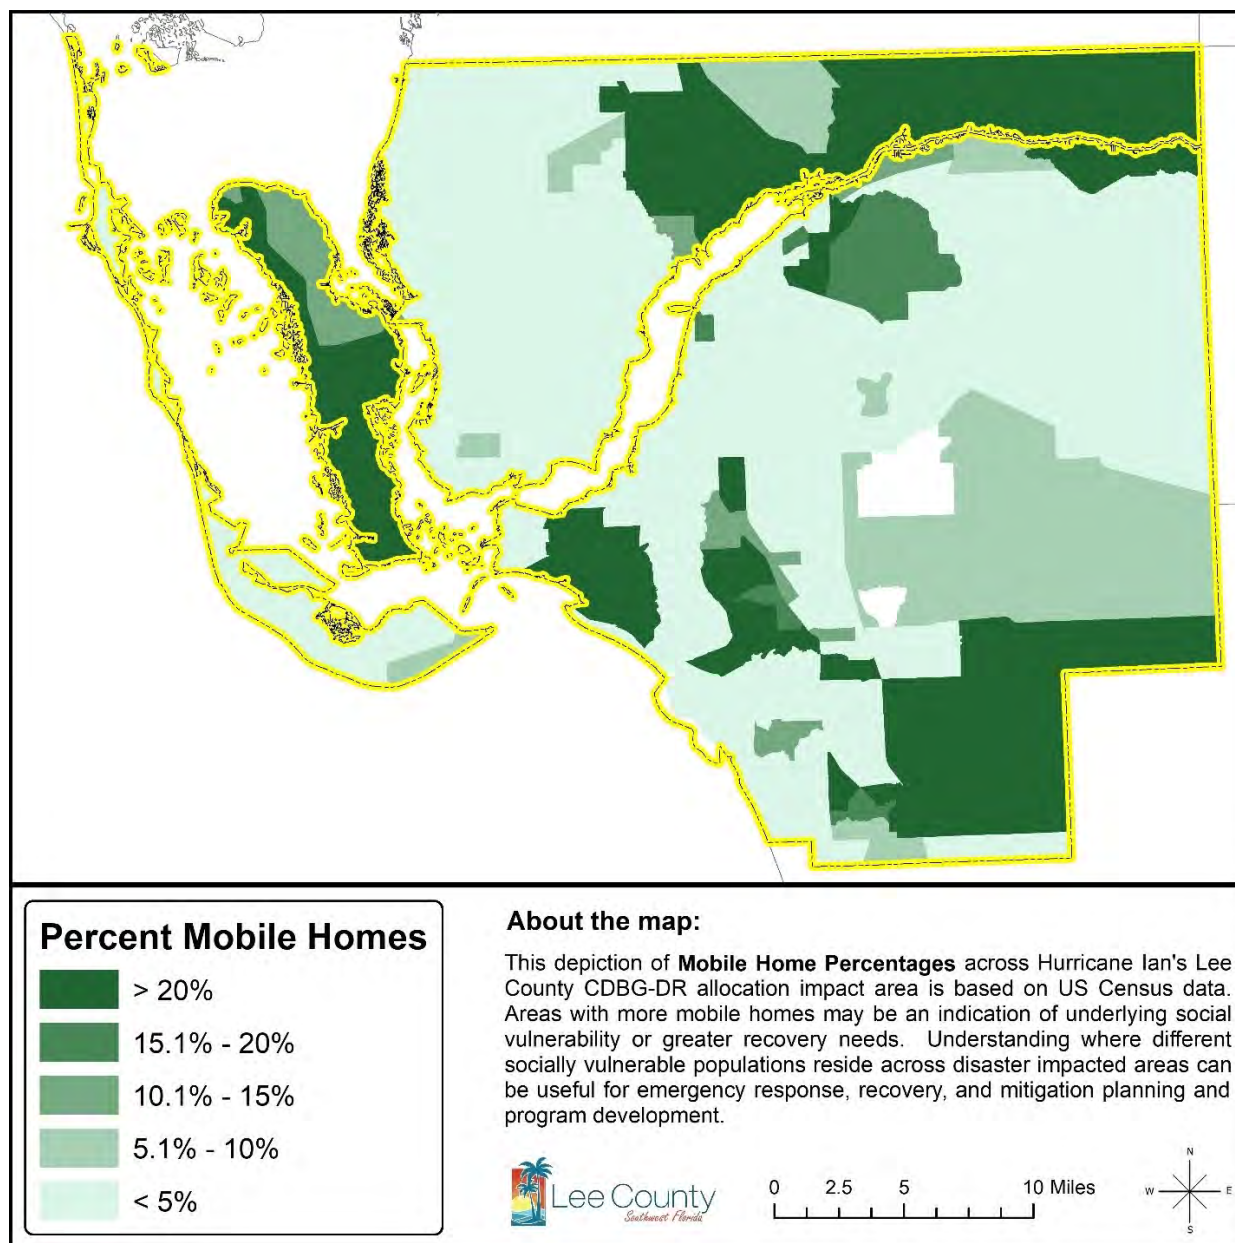 Percent Mobile Homes
> 20%
15.1% - 20%
10.1% - 15%
5.1% - 10%
< 5%
About the map:
This depiction of Mobile Home Percentages across Hurricane Ian's Lee
County CDBG-DR allocation impact area is based on US Census data.
Areas with more mobile homes may be an indication of underlying social
vulnerability or greater recovery needs.  Understanding where different
socially vulnerable populations reside across disaster impacted areas can
be useful for emergency response, recovery, and mitigation planning and
program development.
Lee County
Southwest Florida
0 2.5 5 10 Miles
N
W E
S